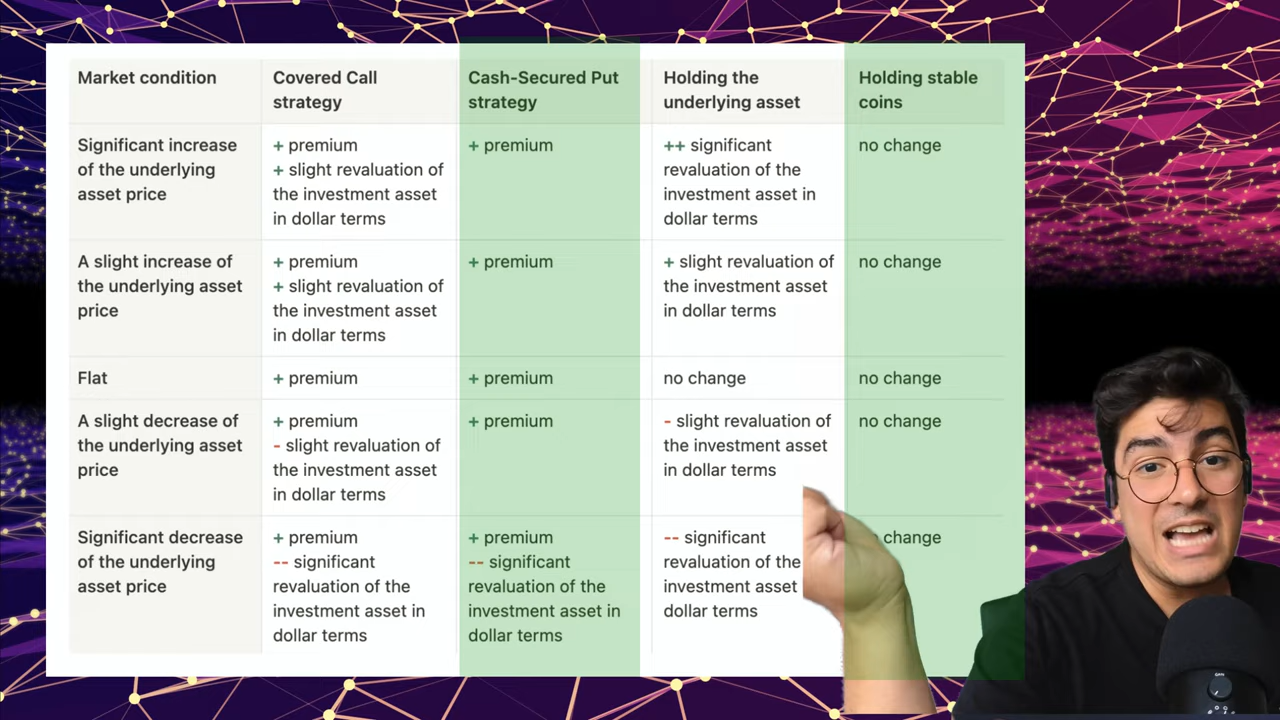 Market condition
Covered Call
strategy
Cash-Secured Put
strategy
Holding the
underlying asset
Holding stable
coins
Significant increase
of the underlying
asset price
+ premium
+ slight revaluation of
the investment asset
in dollar terms
+ premium
++ significant
revaluation of the
investment asset in
dollar terms
no change
A slight increase of
the underlying asset
price
+ premium
+ slight revaluation of
the investment asset
in dollar terms
+ premium
+ slight revaluation of
the investment asset
in dollar terms
no change
Flat
+ premium
+ premium
no change
no change
A slight decrease of
the underlying asset
price
+ premium
- slight revaluation of
the investment asset
in dollar terms
+ premium
- slight revaluation of
the investment asset
in dollar terms
no change
Significant decrease
of the underlying
asset price
+ premium
-- significant
revaluation of the
investment asset in
dollar terms
+ premium
-- significant
revaluation of the
investment asset in
dollar terms
-- significant
revaluation of the
investment asset
dollar terms
change